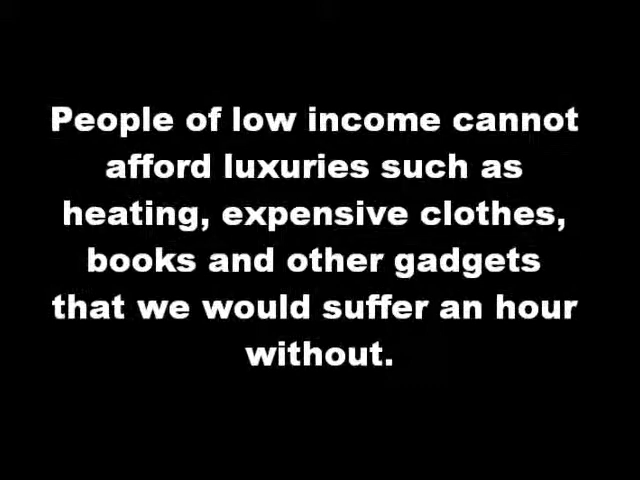 People of low income cannot
afford luxuries such as
heating, expensive clothes,
books and other gadgets
that we would suffer an hour
without.